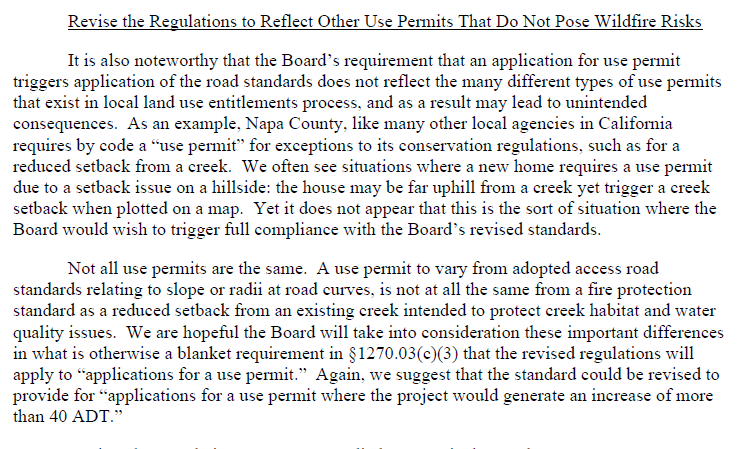 Revise the Regulations to Reflect Other Use Permits That Do Not Pose Wildfire Risks
It is also noteworthy that the Board’s requirement that an application for use permit
triggers application of the road standards does not reflect the many different types of use permits
that exist in local land use entitlements process, and as a result may lead to unintended
consequences.  As an example, Napa County, like many other local agencies in California
requires by code a “use permit” for exceptions to its conservation regulations, such as for a
reduced setback from a creek.  We often see situations where a new home requires a use permit
due to a setback issue on a hillside: the house may be far uphill from a creek yet trigger a creek
setback when plotted on a map.  Yet it does not appear that this is the sort of situation where the
Board would wish to trigger full compliance with the Board’s revised standards.
Not all use permits are the same.  A use permit to vary from adopted access road
standards relating to slope or radii at road curves, is not at all the same from a fire protection
standard as a reduced setback from an existing creek intended to protect creek habitat and water
quality issues.  We are hopeful the Board will take into consideration these important differences
in what is otherwise a blanket requirement in §1270.03(c)(3) that the revised regulations will
apply to “applications for a use permit.”  Again, we suggest that the standard could be revised to
provide for “applications for a use permit where the project would generate an increase of more
than 40 ADT.”